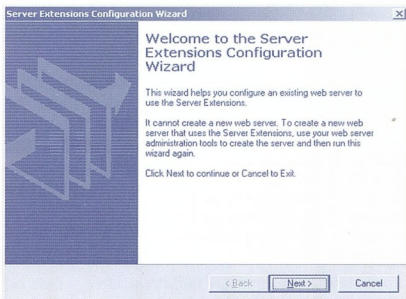 Server Extensions Configuration Wizard
Welcome to the Server
Extensions Configuration
Wizard
This wizard helps you configure an existing web server to
use the Server Extensions.
It cannot create a new web server. To create a new web
server that uses the Server Extensions, use your web server
administration tools to create the server and then run this
wizard again.
Click Next to continue or Cancel to Exit.
< Back
Next >
Cancel